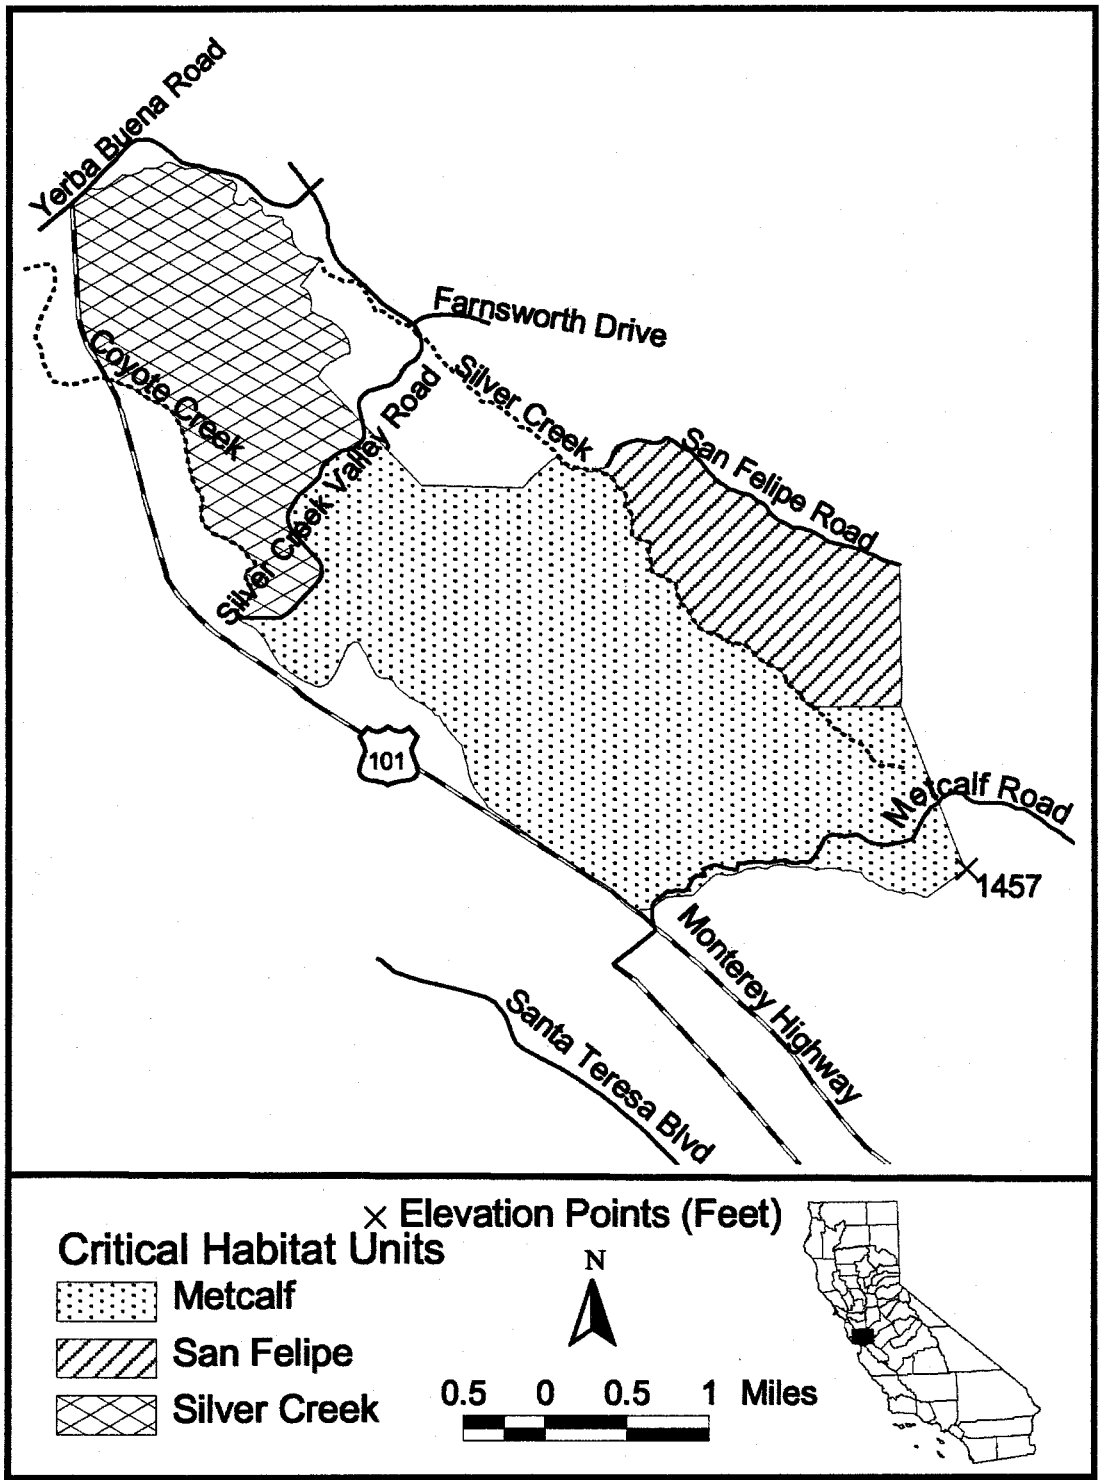 Yerba Buena Road
Farnsworth Drive
Coyote Creek
Silver Creek
Silver Creek Valley Road
San Felipe Road
101
Metcalf Road
1457
Monterey Highway
Santa Teresa Blvd
× Elevation Points (Feet)
Critical Habitat Units
N
Metcalf
San Felipe
Silver Creek
0.5 0 0.5 1 Miles